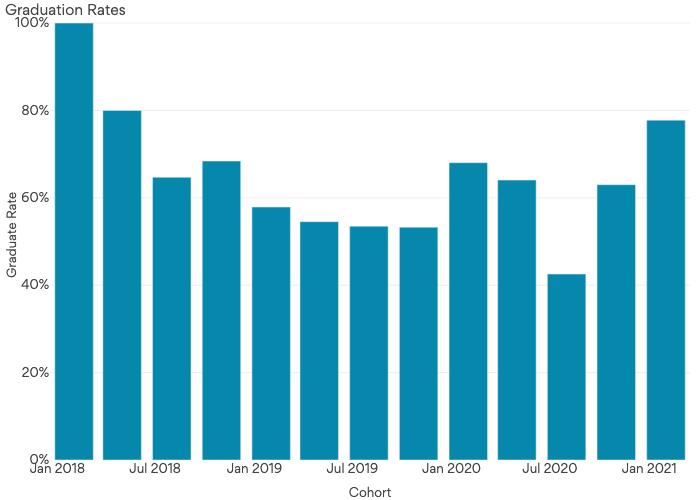 Graduation Rates
100%
80%
60%
40%
20%
0%
Graduate Rate
Jan 2018 Jul 2018 Jan 2019 Jul 2019 Jan 2020 Jul 2020 Jan 2021
Cohort